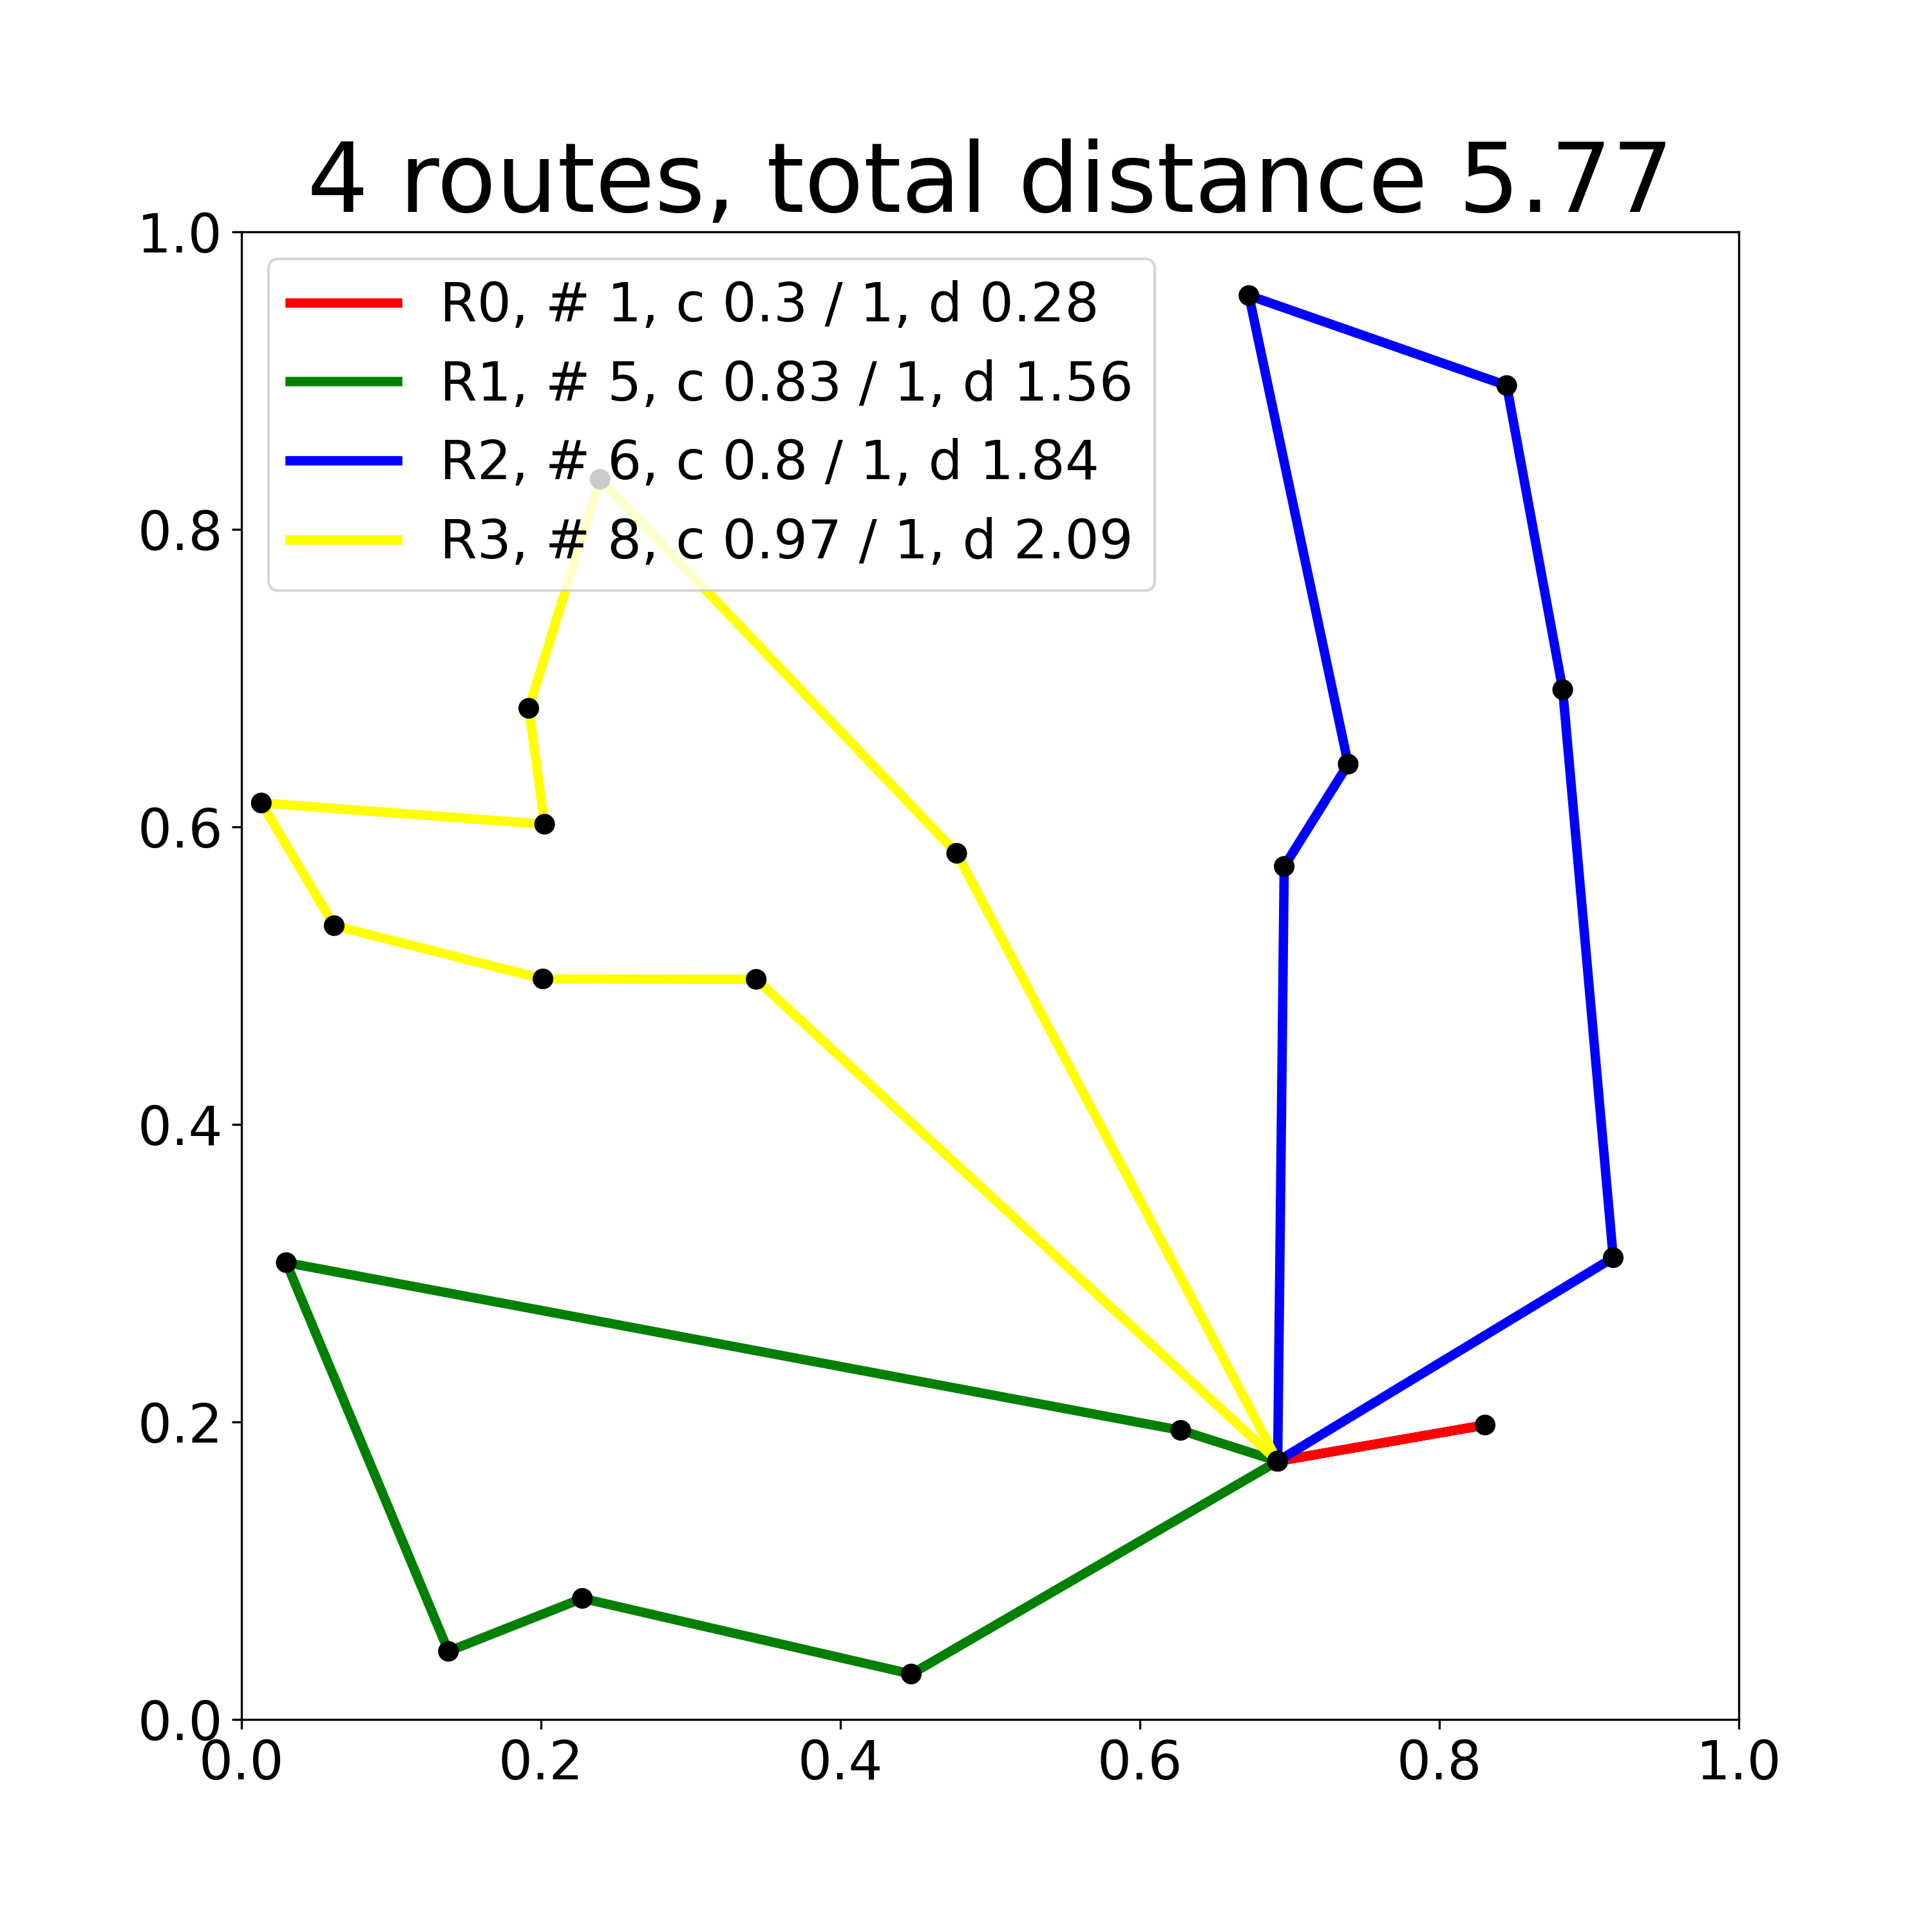 4 routes, total distance 5.77
1.0
R0, # 1, c 0.3 / 1, d 0.28
R1, # 5, c 0.83 / 1, d 1.56
R2, # 6, c 0.8 / 1, d 1.84
R3, # 8, c 0.97 / 1, d 2.09
0.8
0.6
0.4
0.2
0.0
0.0 0.2 0.4 0.6 0.8 1.0